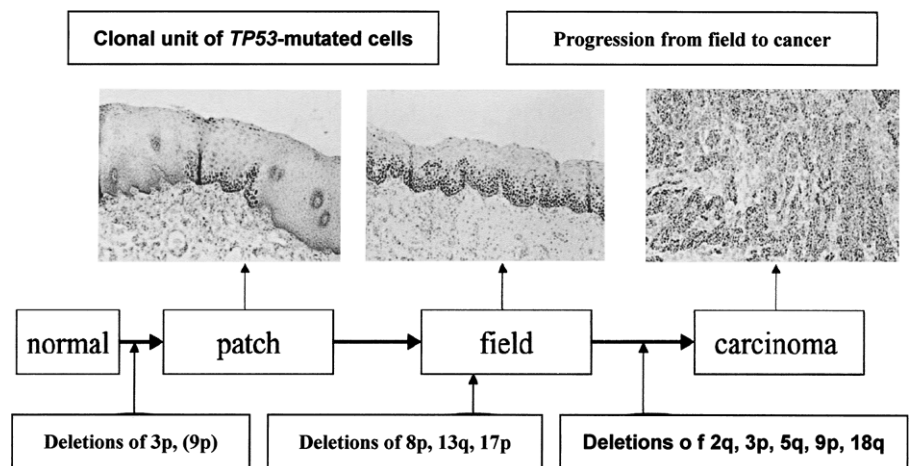 Clonal unit of TP53-mutated cells
Progression from field to cancer
normal
patch
field
carcinoma
Deletions of 3p, (9p)
Deletions of 8p, 13q, 17p
Deletions o f 2q, 3p, 5q, 9p, 18q